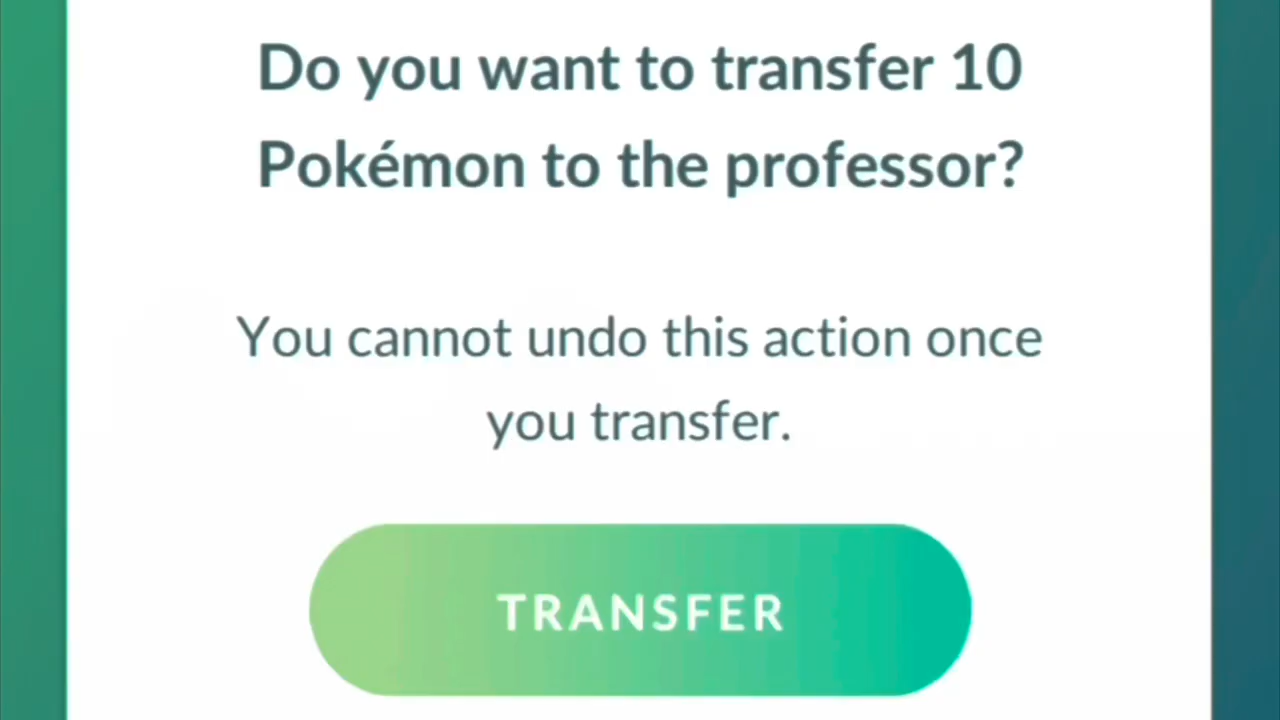 Do you want to transfer 10
Pokémon to the professor?
You cannot undo this action once
you transfer.
TRANSFER